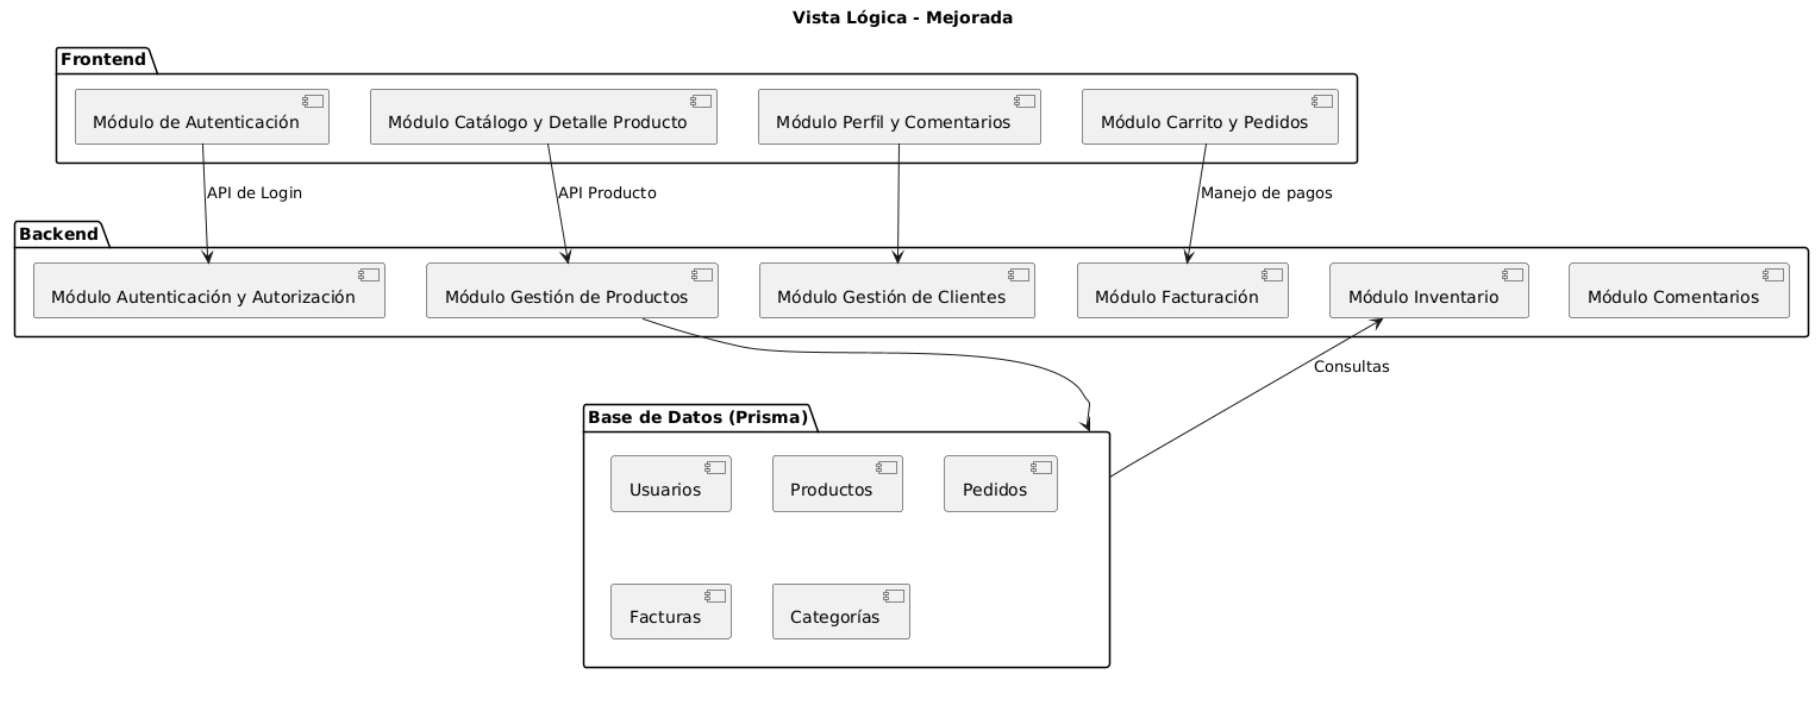 Vista Lógica - Mejorada
Frontend
Módulo de Autenticación
Módulo Catálogo y Detalle Producto
Módulo Perfil y Comentarios
Módulo Carrito y Pedidos
API de Login
API Producto
Manejo de pagos
Backend
Módulo Autenticación y Autorización
Módulo Gestión de Productos
Módulo Gestión de Clientes
Módulo Facturación
Módulo Inventario
Módulo Comentarios
Consultas
Base de Datos (Prisma)
Usuarios
Productos
Pedidos
Facturas
Categorías